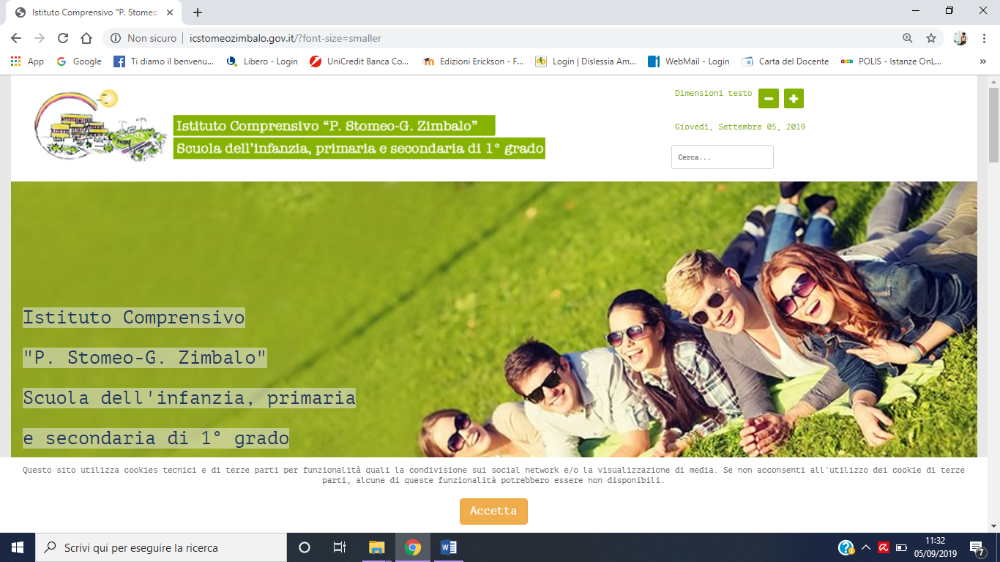 Istituto Comprensivo "P. Stomeo-
Non sicuro
icstomeozimbalo.gov.it/?font-size=smaller
App
Google
Ti diamo il benvenu...
Libero - Login
UniCredit Banca Co...
Edizioni Erickson - F...
Login | Dislessia Am...
WebMail - Login
Carta del Docente
POLIS - Istanze OnL...
»
Istituto Comprensivo “P. Stomeo-G. Zimbalo”
Scuola dell’infanzia, primaria e secondaria di 1° grado
Dimensioni testo
Giovedì, Settembre 05, 2019
Cerca...
Istituto Comprensivo
"P. Stomeo-G. Zimbalo"
Scuola dell'infanzia, primaria
e secondaria di 1° grado
Questo sito utilizza cookies tecnici e di terze parti per funzionalità quali la condivisione sui social network e/o la visualizzazione di media. Se non acconsenti all'utilizzo dei cookie di terze
parti, alcune di queste funzionalità potrebbero essere non disponibili.
Accetta
Scrivi qui per eseguire la ricerca
11:32
05/09/2019
7